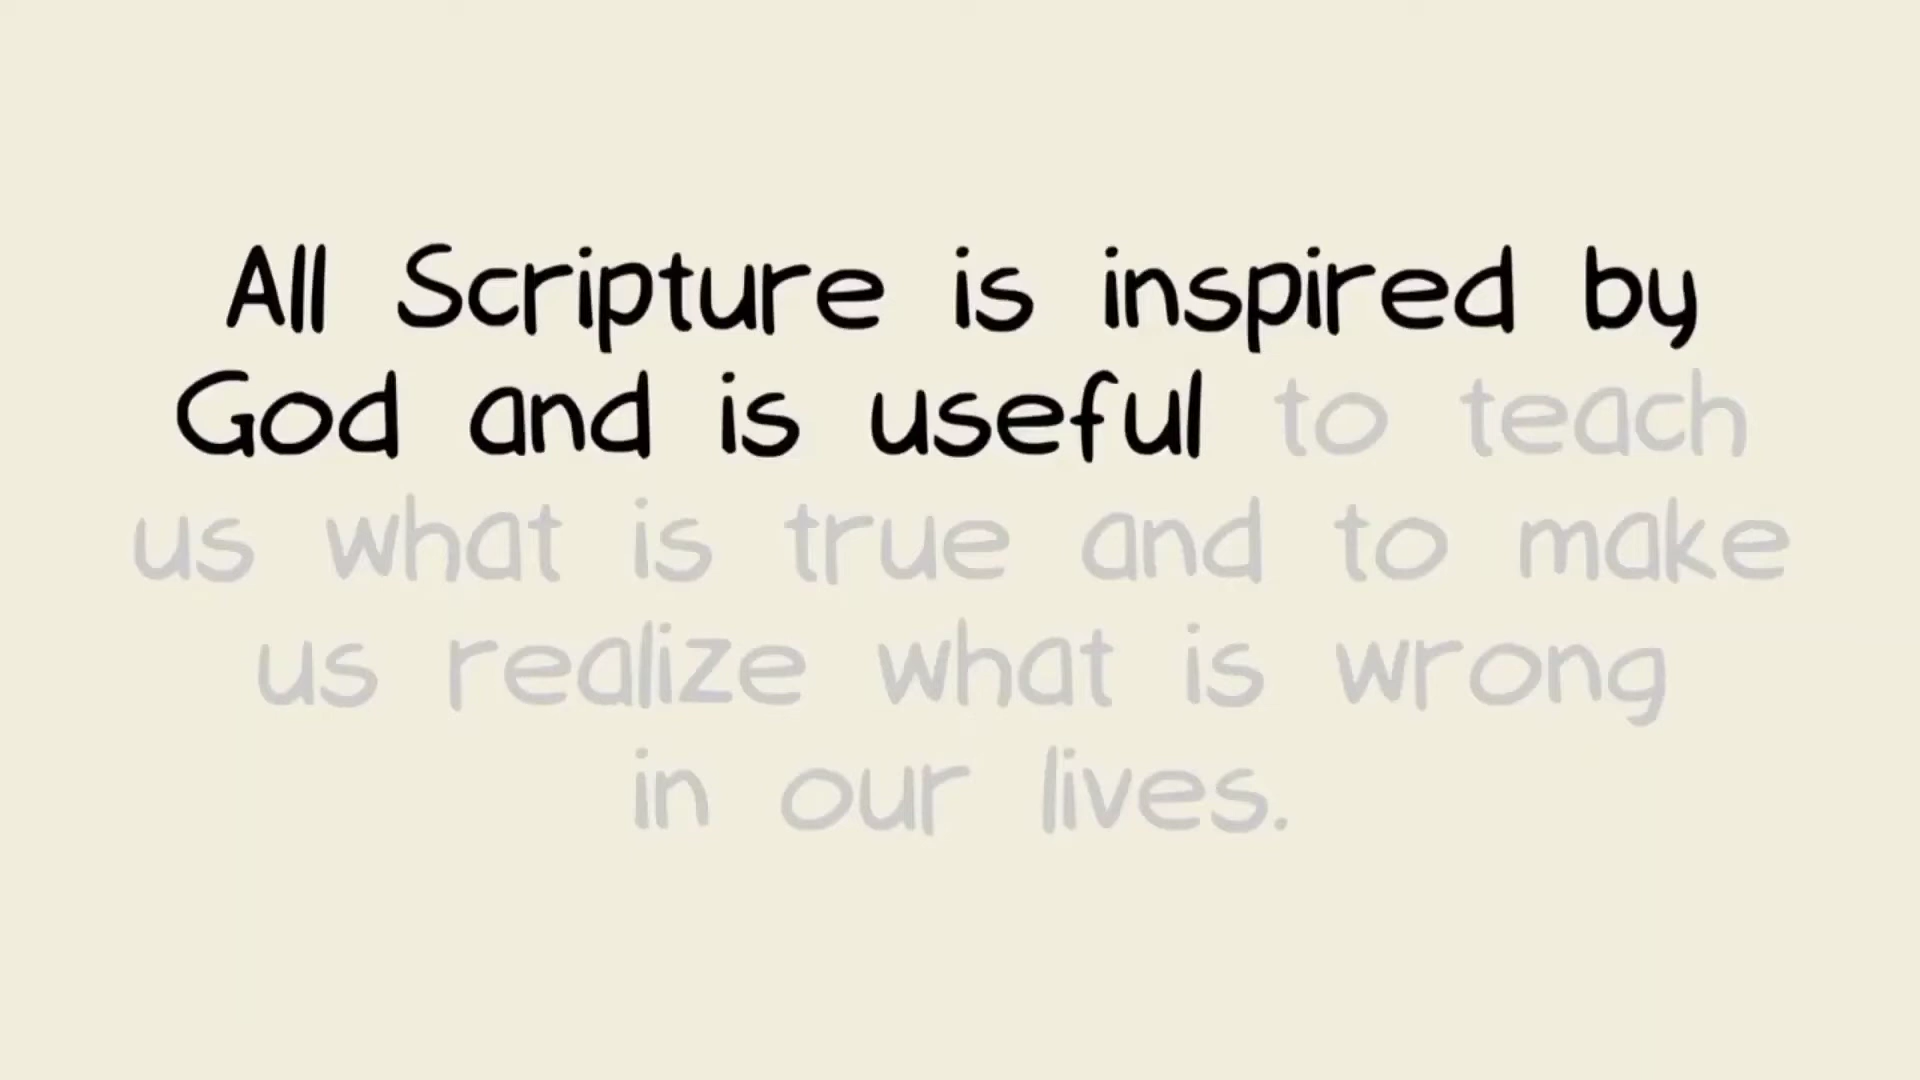 All Scripture is inspired by
God and is useful to teach
us what is true and to make
us realize what is wrong
in our lives.